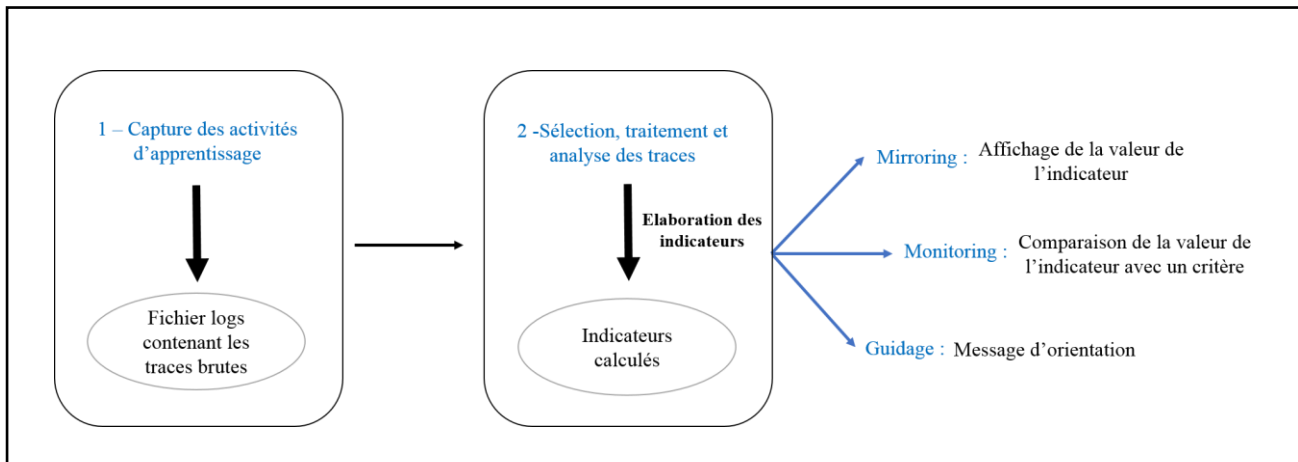 1 – Capture des activités
d’apprentissage
Fichier logs
contenant les
traces brutes
2 -Sélection, traitement et
analyse des traces
Elaboration des
indicateurs
Indicateurs
calculés
Mirroring : Affichage de la valeur de
l’indicateur
Monitoring : Comparaison de la valeur de
l’indicateur avec un critère
Guidage : Message d’orientation